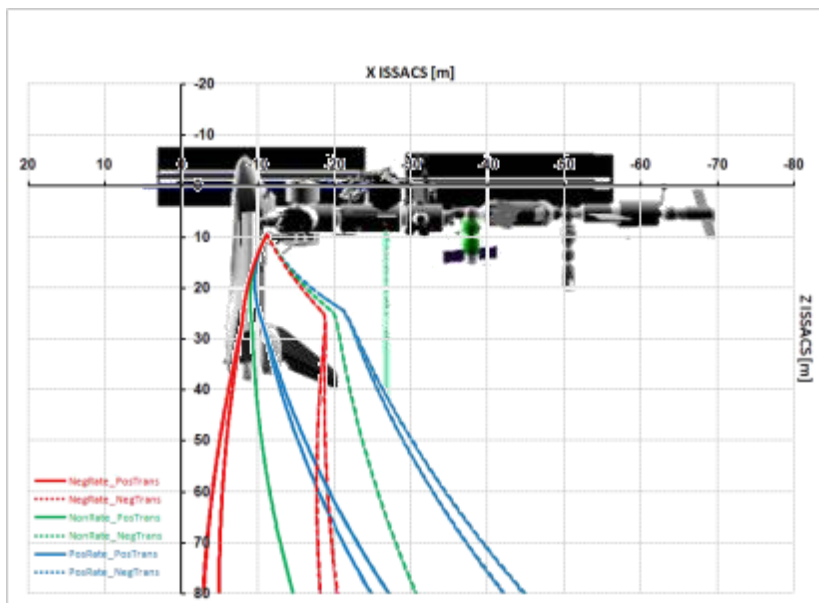 X ISSACS [m]
-20
-10
20 10 0 -10 -20 -30 -40 -50 -60 -70 -80
0
10
20
30
40
50
60
70
80
Z ISSACS [m]
NegRate_PosTrans
NegRate_NegTrans
NonRate_PosTrans
NonRate_NegTrans
PosRate_PosTrans
PosRate_NegTrans